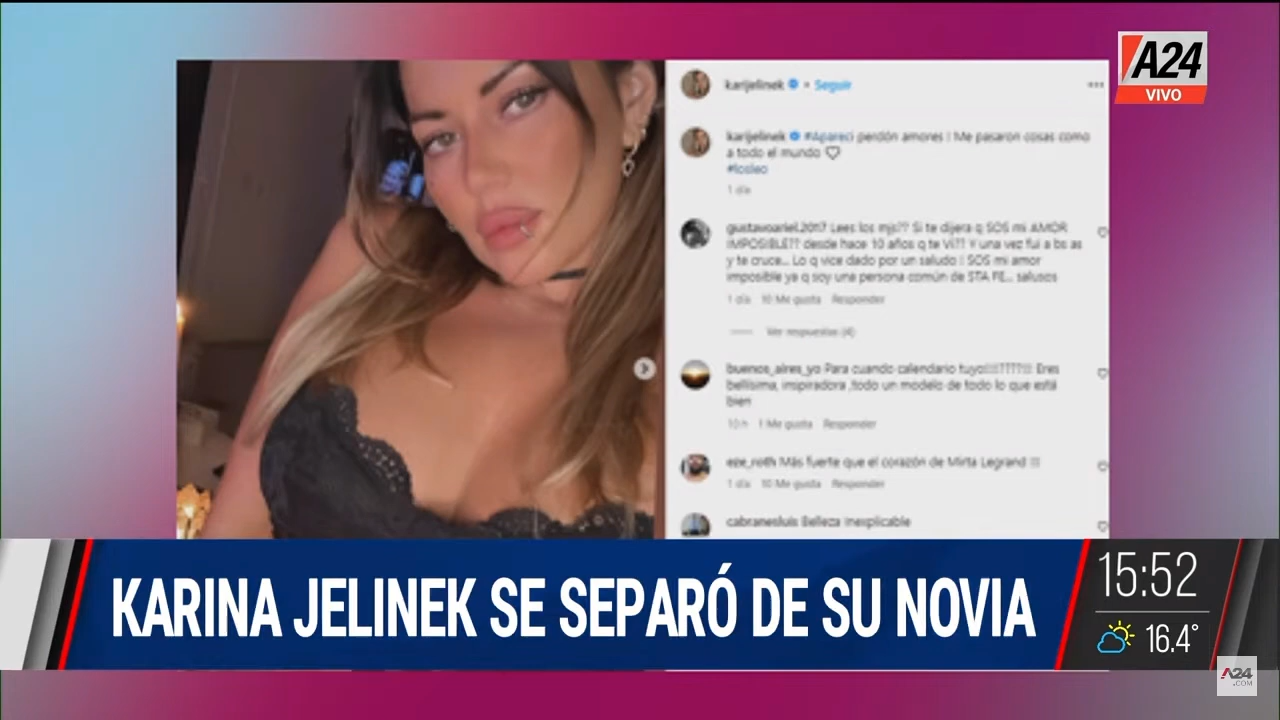 A24
VIVO
karijelinek • Seguir
karijelinek #Aparecí perdón amores ! Me pasaron cosas como
a todo el mundo
#losleo
1 día
gustavoariel.2017 Lees los mjs?? Si te dijera q SOS mi AMOR
IMPOSIBLE?? desde hace 10 años q te Vi?? Y una vez fui a bs as
y te cruce... Lo q vice dado por un saludo !! SOS mi amor
imposible ya q soy una persona común de STA FE... salusos
1 día 10 Me gusta Responder
Ver respuestas (4)
buenos_aires_yo Para cuando calendario tuyo!!!!????!!! Eres
bellísima, inspiradora ,todo un modelo de todo lo que está
bien
10 h 1 Me gusta Responder
eze_roth Más fuerte que el corazón de Mirta Legrand !!!
1 día 10 Me gusta Responder
cabranesluis Belleza Inexplicable
KARINA JELINEK SE SEPARÓ DE SU NOVIA
15:52
16.4°
A24
.COM